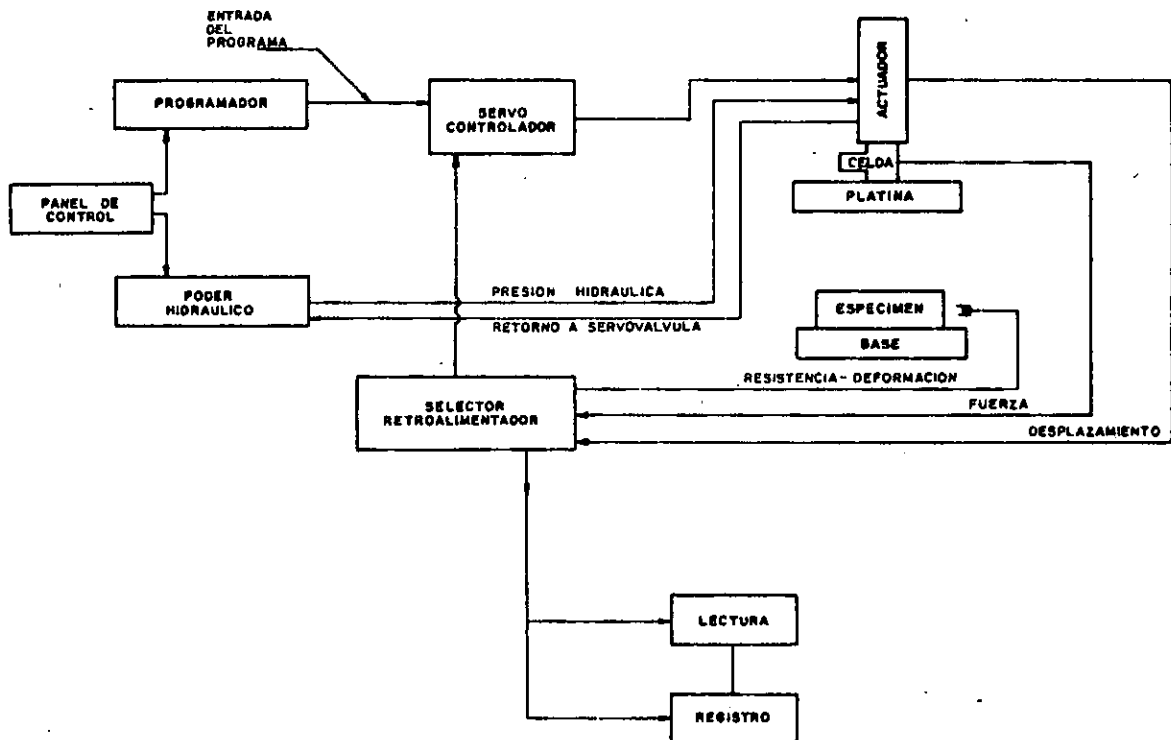 ENTRADA
DEL
PROGRAMA
PROGRAMADOR
SERVO
CONTROLADOR
ACTUADOR
CELDA
PLATINA
PANEL DE
CONTROL
PODER
HIDRAULICO
PRESION HIDRAULICA
RETORNO A SERVOVALVULA
ESPECIMEN
BASE
RESISTENCIA-DEFORMACION
SELECTOR
RETROALIMENTADOR
FUERZA
DESPLAZAMIENTO
LECTURA
REGISTRO